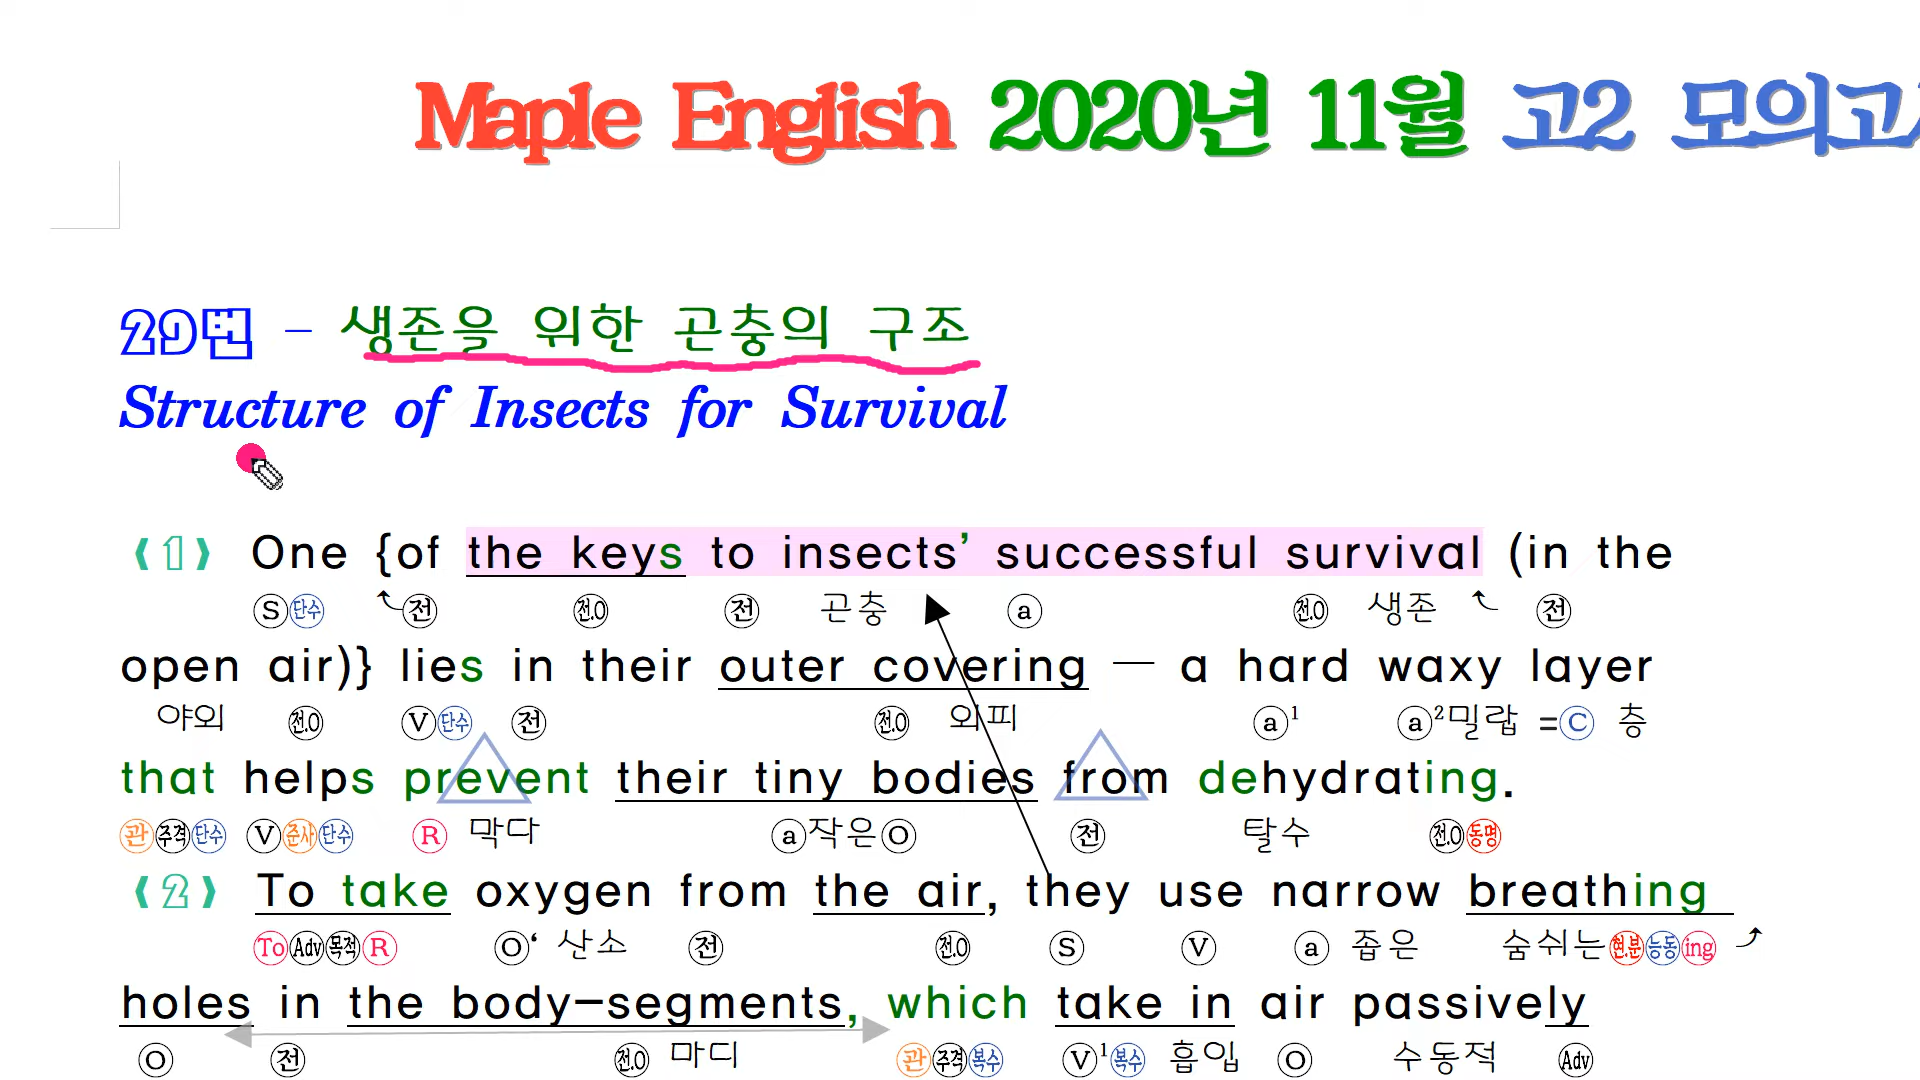 Maple English 2020년 11월 고2 모의고
29번 - 생존을 위한 곤충의 구조
Structure of Insects for Survival
⟪1⟫ One {of the keys to insects’ successful survival (in the
S 단수 전 전.O 전 곤충 a 전.O 생존 전
open air)} lies in their outer covering — a hard waxy layer
야외 전.O V 단수 전 전.O 외피 a¹ a²밀랍 =C 층
that helps prevent their tiny bodies from dehydrating.
관 주격 단수 V 준사 단수 R 막다 a작은O 전 탈수 전.O 동명
⟪2⟫ To take oxygen from the air, they use narrow breathing
To Adv 목적 R O‘ 산소 전 전.O S V a 좁은 숨쉬는 현.분 능동 ing
holes in the body-segments, which take in air passively
O 전 전.O 마디 관 주격 복수 V¹ 복수 흡입 O 수동적 Adv